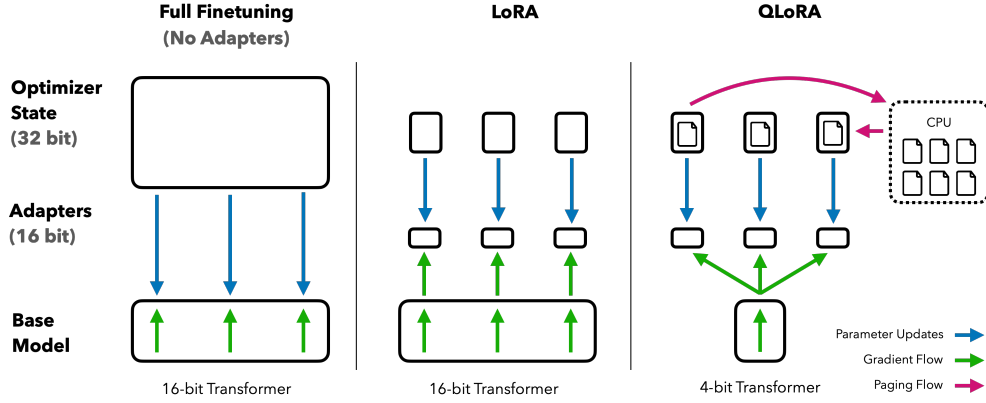 Full Finetuning
(No Adapters)
LoRA
QLoRA
Optimizer
State
(32 bit)
CPU
Adapters
(16 bit)
Base
Model
Parameter Updates
Gradient Flow
Paging Flow
16-bit Transformer
16-bit Transformer
4-bit Transformer